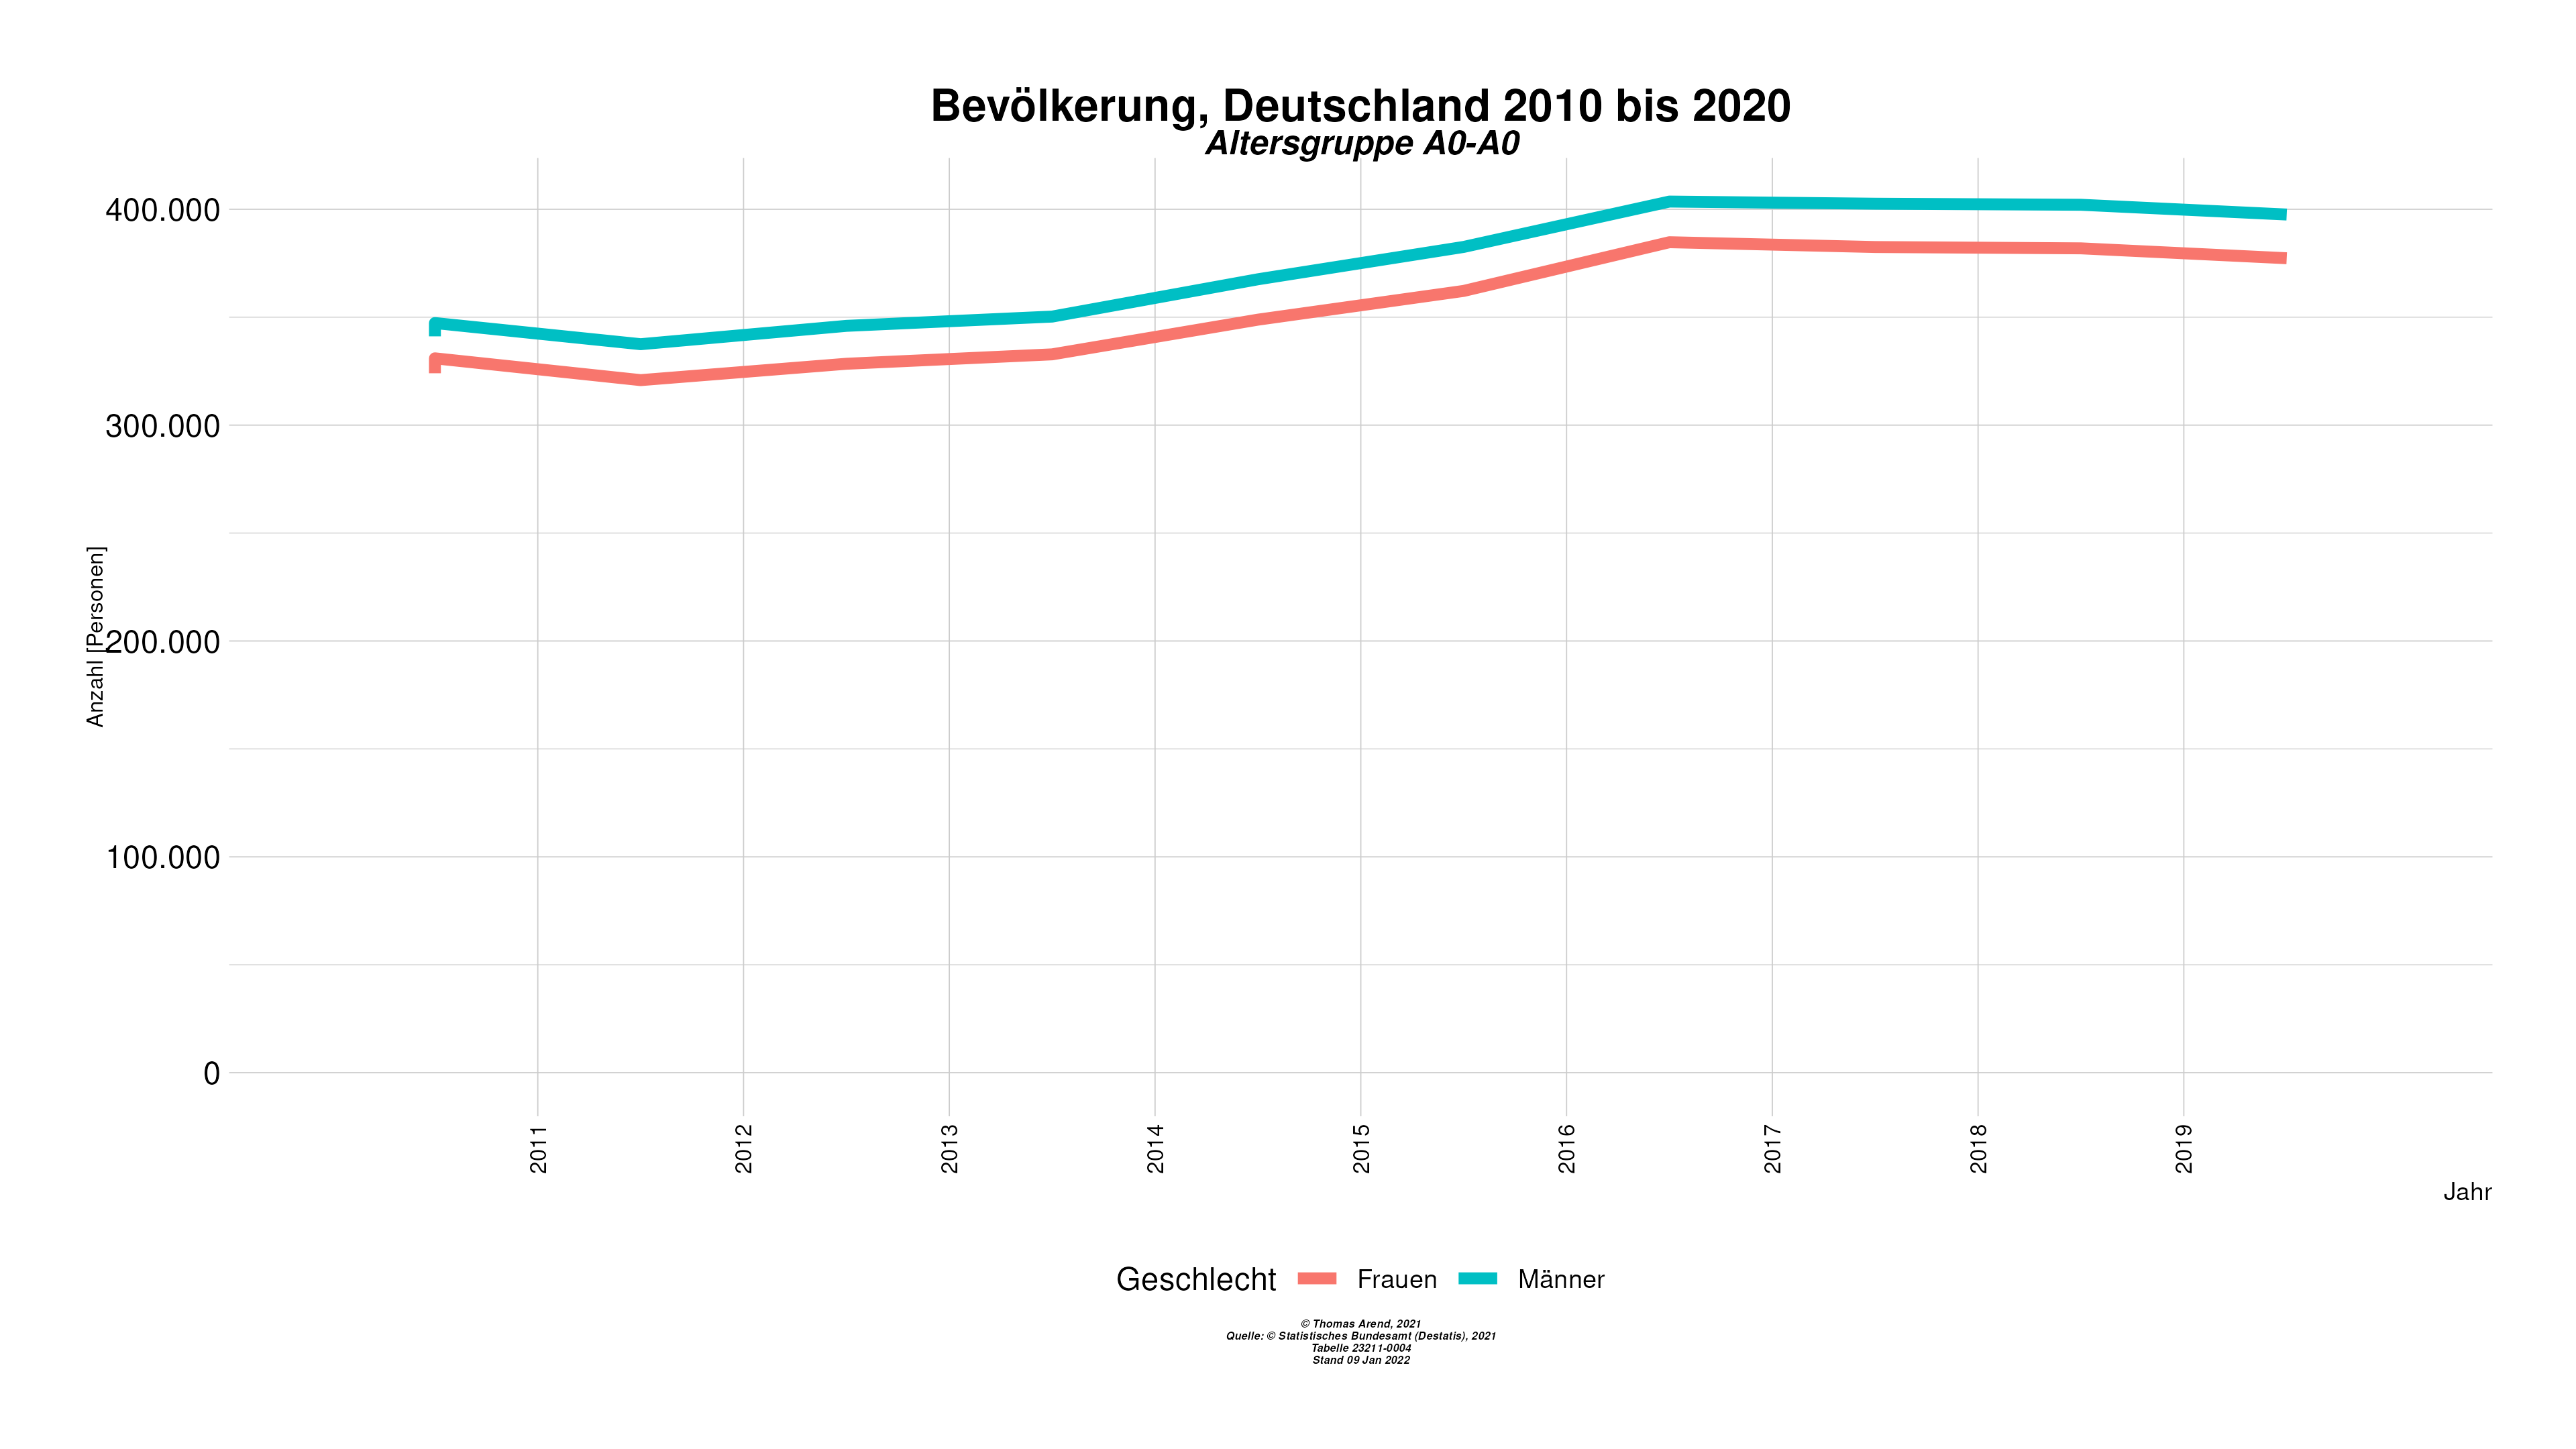 Bevölkerung, Deutschland 2010 bis 2020
Altersgruppe A0-A0
Anzahl [Personen]
400.000
300.000
200.000
100.000
0
2011
2012
2013
2014
2015
2016
2017
2018
2019
Jahr
Geschlecht Frauen Männer
© Thomas Arend, 2021
Quelle: © Statistisches Bundesamt (Destatis), 2021
Tabelle 23211-0004
Stand 09 Jan 2022